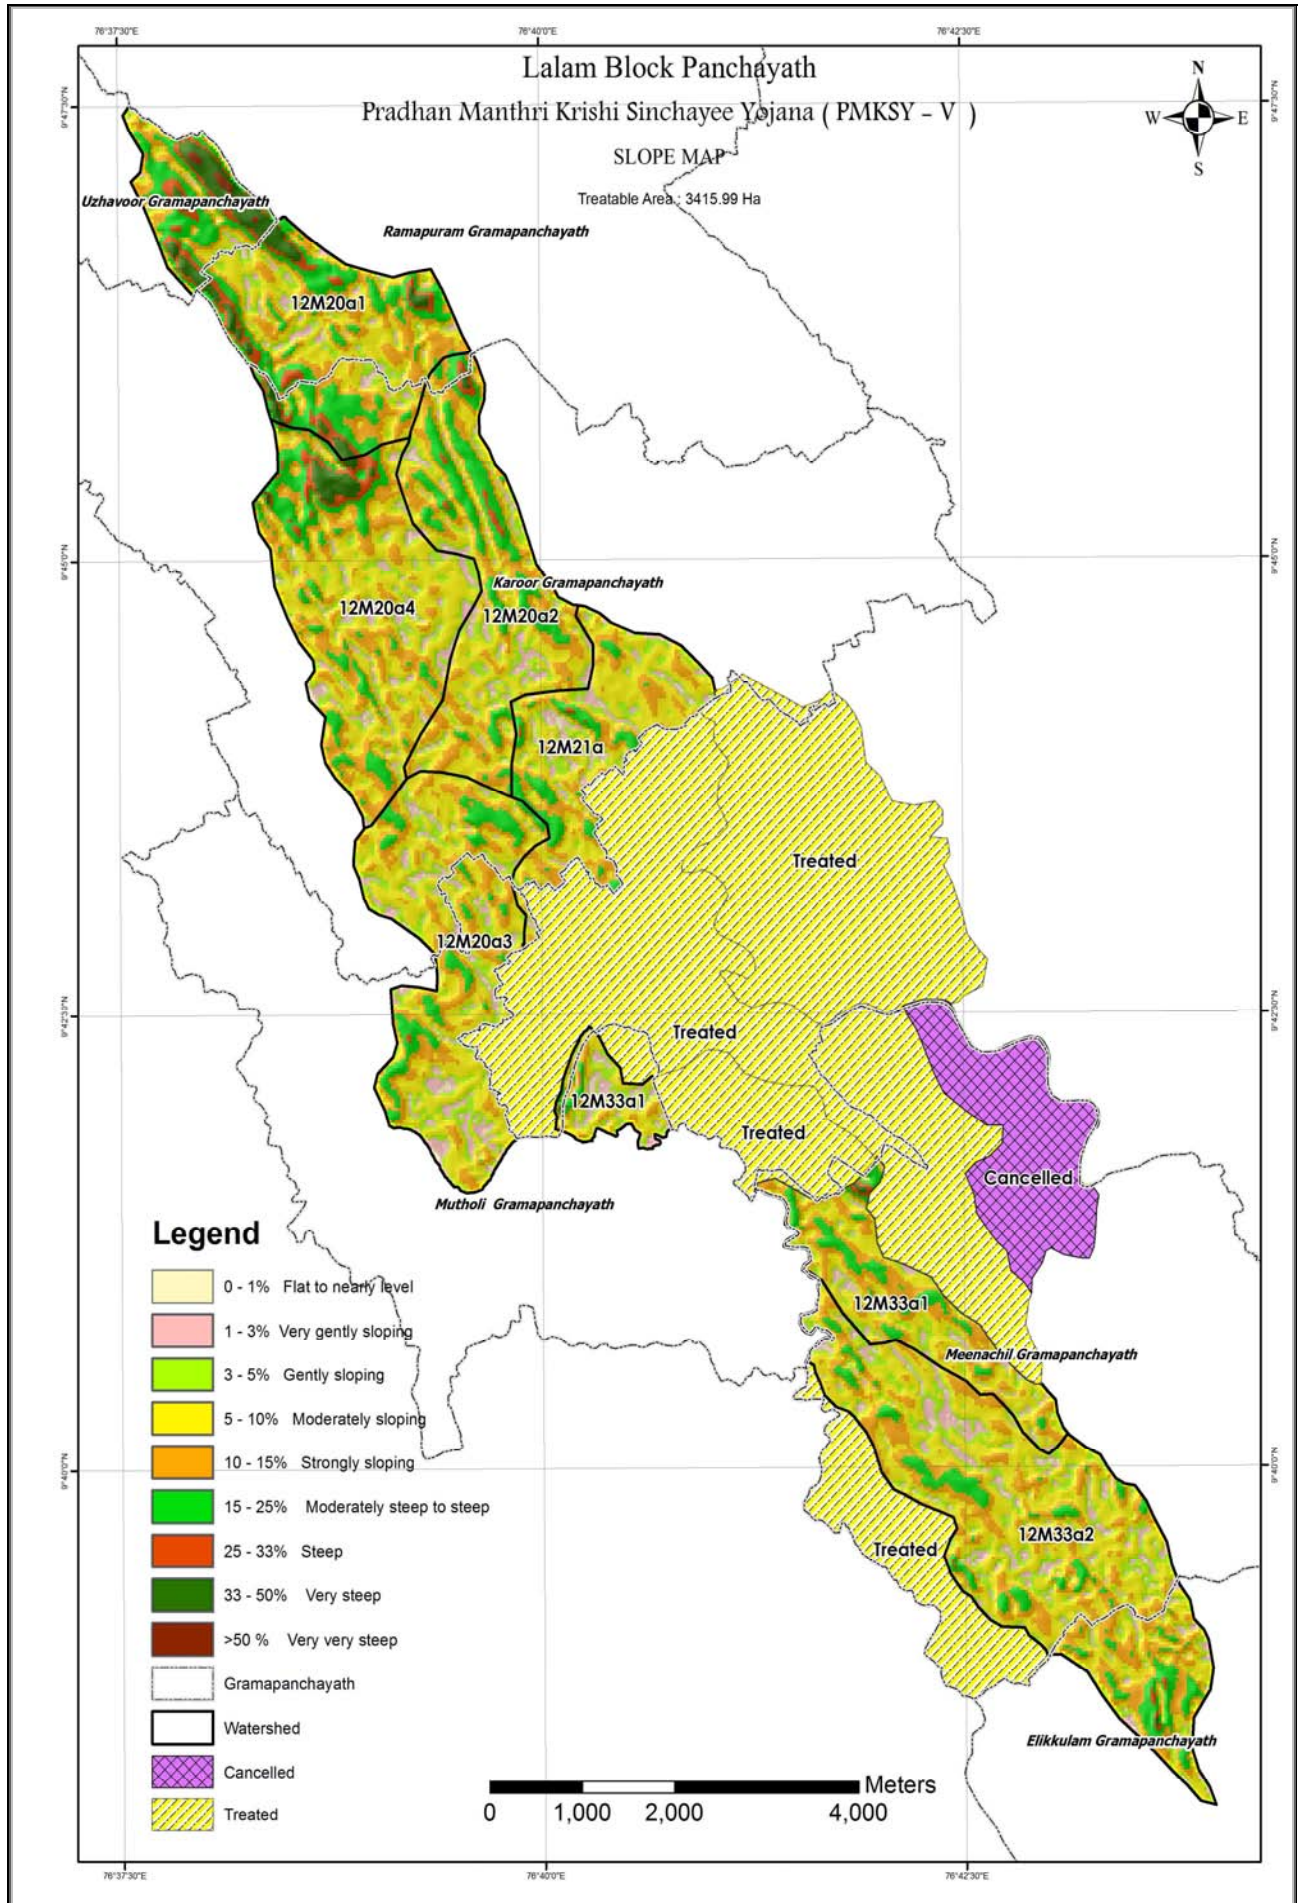 76°37'30"E
76°40'0"E
76°42'30"E
Lalam Block Panchayath
Pradhan Manthri Krishi Sinchayee Yojana ( PMKSY – V )
SLOPE MAP
Treatable Area : 3415.99 Ha
N
W
E
S
9°47'30"N
9°47'30"N
Uzhavoor Gramapanchayath
Ramapuram Gramapanchayath
12M20a1
9°45'0"N
9°45'0"N
Karoor Gramapanchayath
12M20a4
12M20a2
12M21a
Treated
12M20a3
9°42'30"N
9°42'30"N
Treated
12M33a1
Treated
Cancelled
Mutholi Gramapanchayath
12M33a1
Meenachil Gramapanchayath
9°40'0"N
9°40'0"N
12M33a2
Treated
Elikkulam Gramapanchayath
Legend
0 - 1% Flat to nearly level
1 - 3% Very gently sloping
3 - 5% Gently sloping
5 - 10% Moderately sloping
10 - 15% Strongly sloping
15 - 25% Moderately steep to steep
25 - 33% Steep
33 - 50% Very steep
>50 % Very very steep
Gramapanchayath
Watershed
Cancelled
Treated
Meters
0 1,000 2,000 4,000
76°37'30"E
76°40'0"E
76°42'30"E